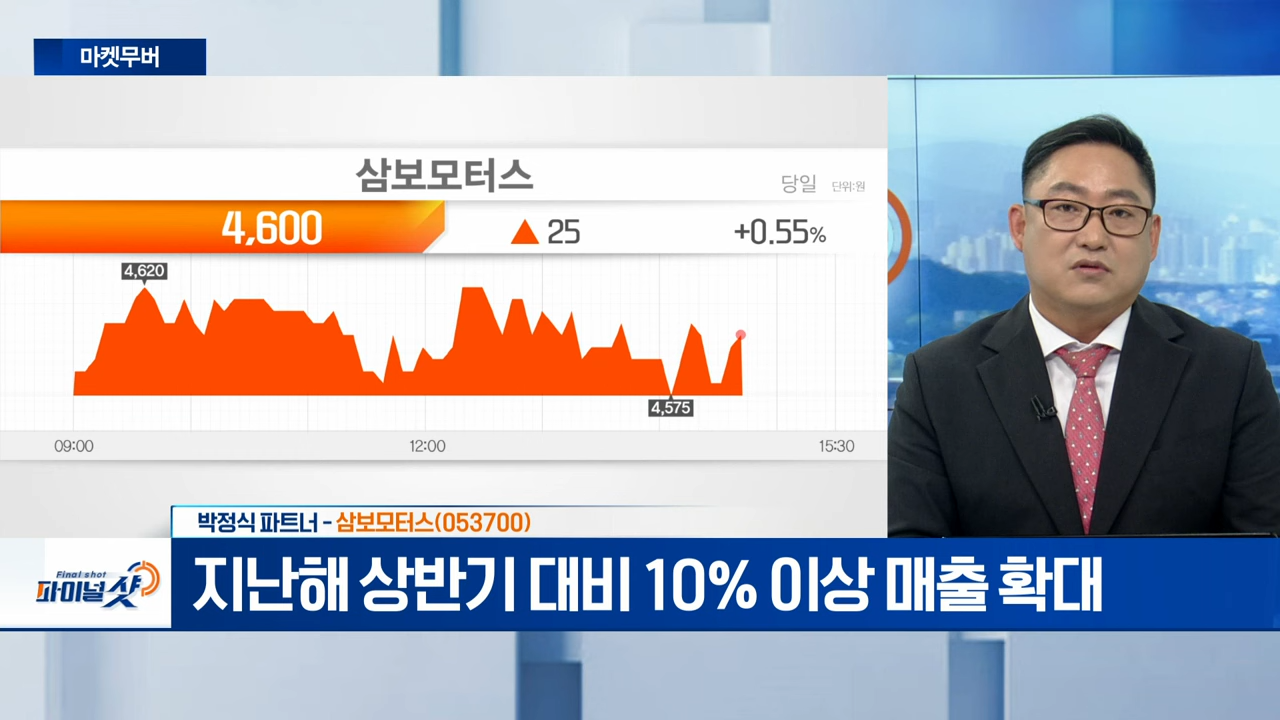 마켓무버
삼보모터스
당일 단위:원
4,600 ▲ 25 +0.55%
4,620
4,575
09:00 12:00 15:30
박정식 파트너 - 삼보모터스(053700)
Final shot
파이널샷
지난해 상반기 대비 10% 이상 매출 확대